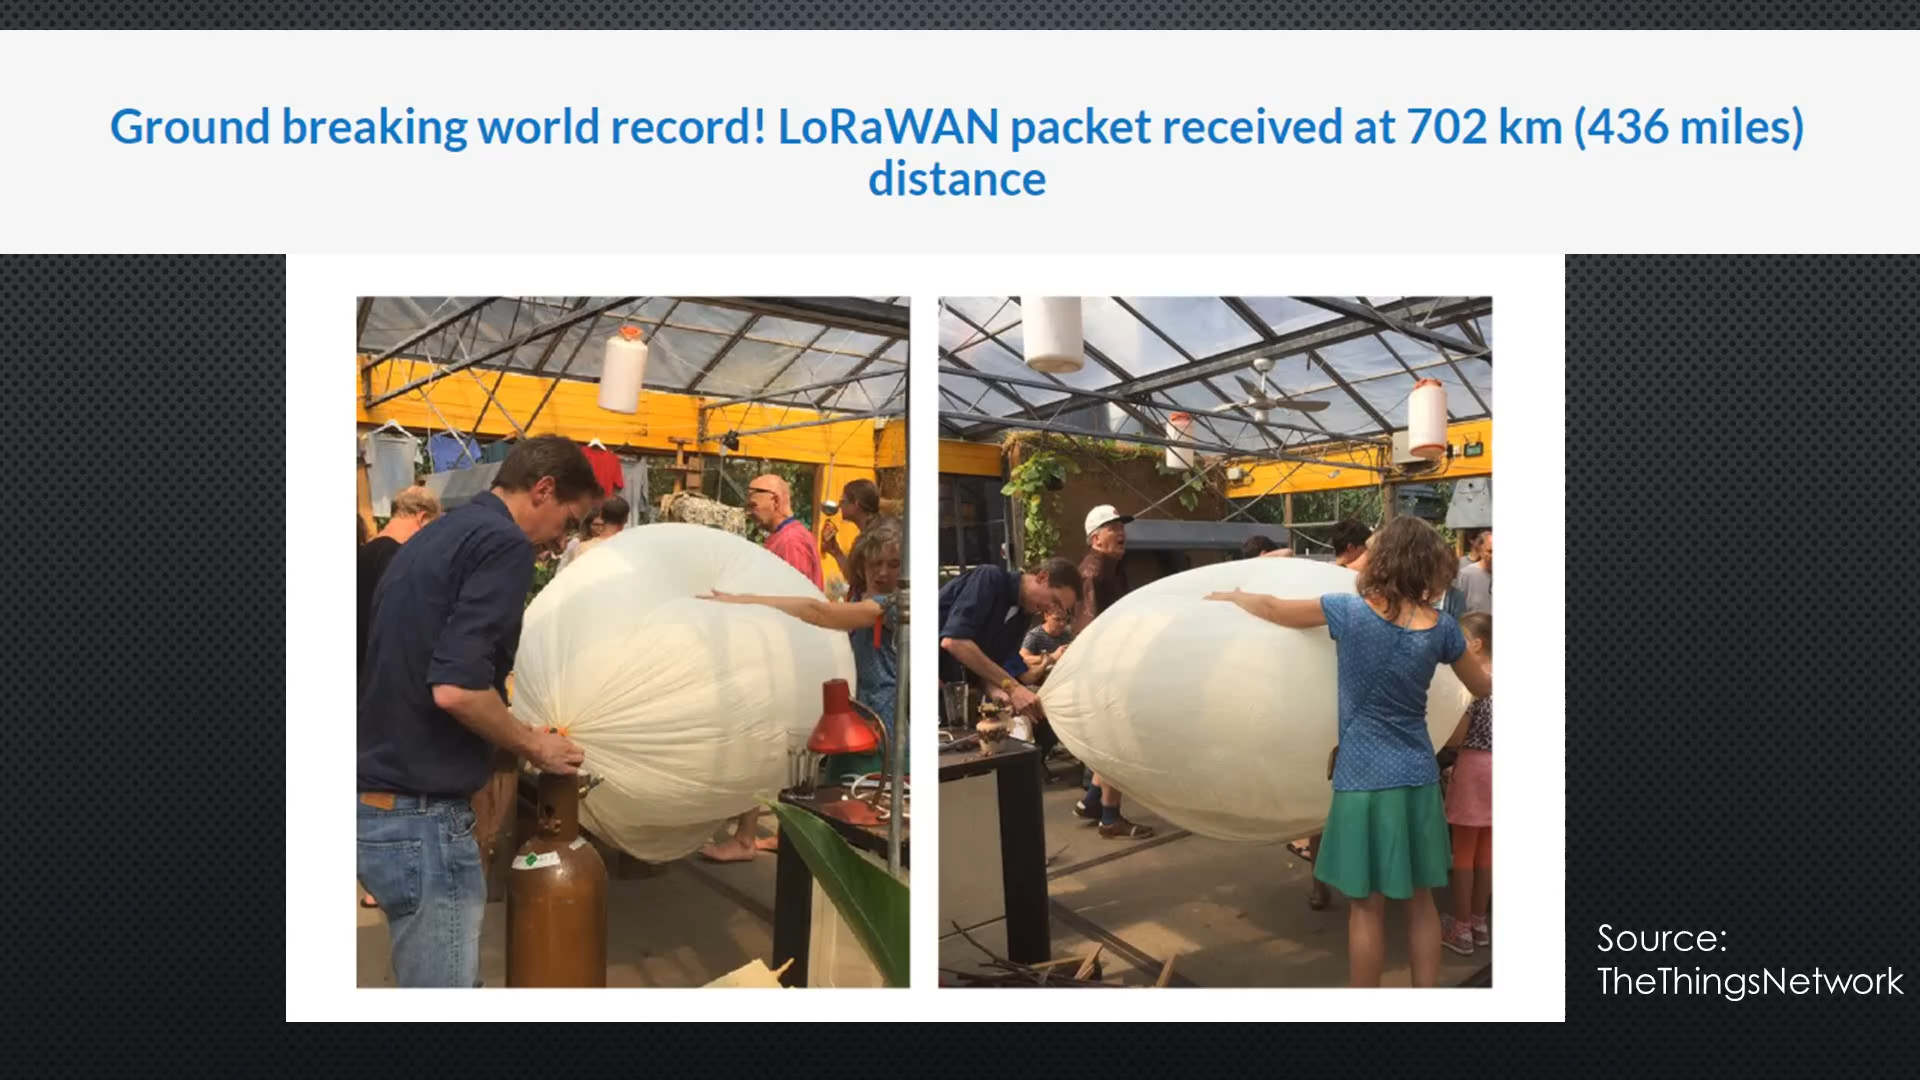 Ground breaking world record! LoRaWAN packet received at 702 km (436 miles)
distance
Source:
TheThingsNetwork